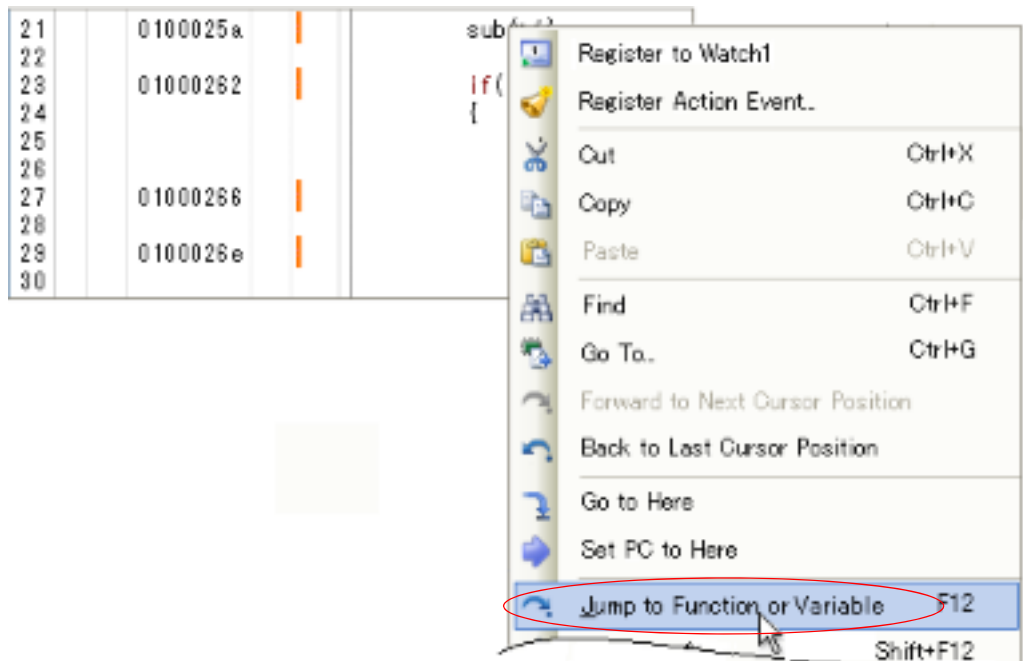 21 0100025a sub
22
23 01000262 if(
24 {
25
26
27 01000266
28
29 0100026e
30
Register to Watch1
Register Action Event..
Cut Ctrl+X
Copy Ctrl+C
Paste Ctrl+V
Find Ctrl+F
Go To.. Ctrl+G
Forward to Next Cursor Position
Back to Last Cursor Position
Go to Here
Set PC to Here
Jump to Function or Variable F12
Shift+F12